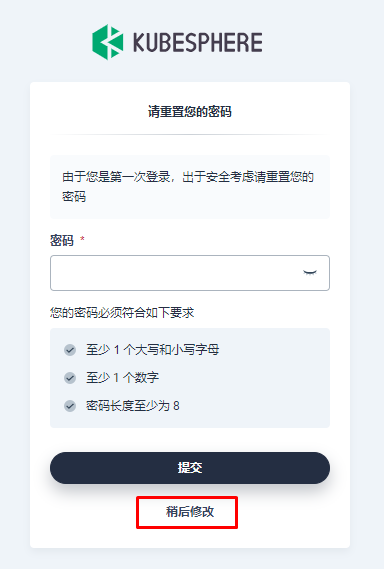 KUBESPHERE
请重置您的密码
由于您是第一次登录，出于安全考虑请重置您的
密码
密码 *
您的密码必须符合如下要求
至少 1 个大写和小写字母
至少 1 个数字
密码长度至少为 8
提交
稍后修改